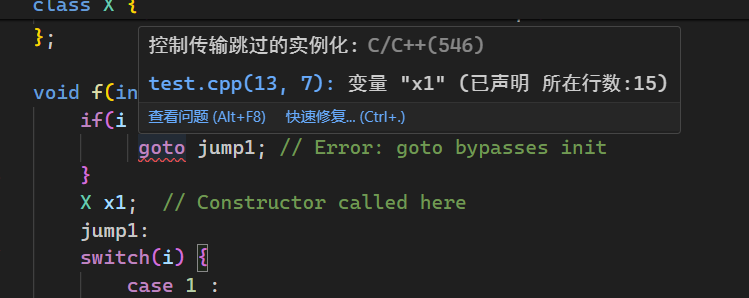 class X {
};
控制传输跳过的实例化: C/C++(546)
test.cpp(13, 7): 变量 "x1" (已声明 所在行数:15)
查看问题 (Alt+F8) 快速修复... (Ctrl+.)
void f(in
if(i
goto jump1; // Error: goto bypasses init
}
X x1; // Constructor called here
jump1:
switch(i) {
case 1 :